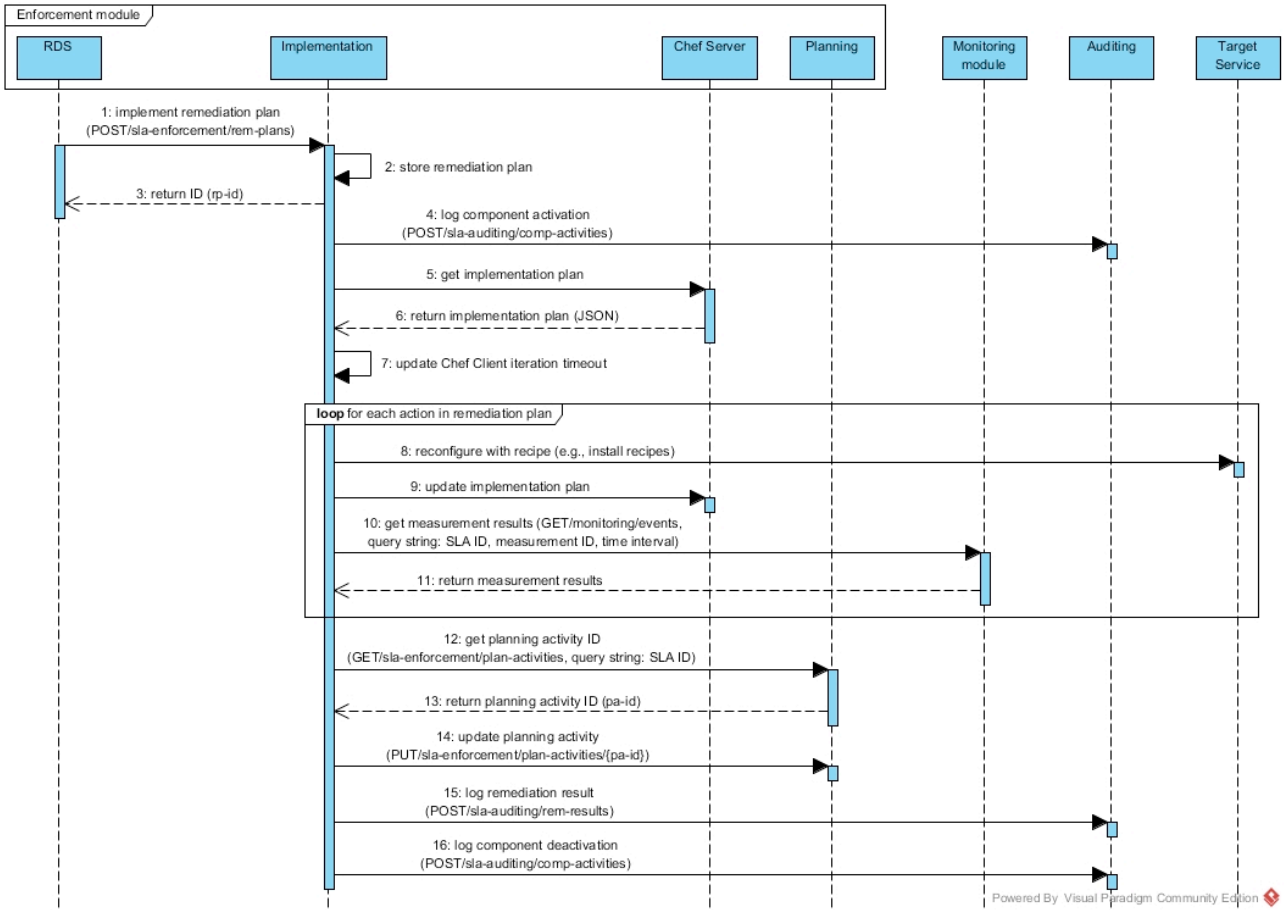 Enforcement module
RDS
Implementation
Chef Server
Planning
Monitoring
module
Auditing
Target
Service
1: implement remediation plan
(POST/sla-enforcement/rem-plans)
2: store remediation plan
3: return ID (rp-id)
4: log component activation
(POST/sla-auditing/comp-activities)
5: get implementation plan
6: return implementation plan (JSON)
7: update Chef Client iteration timeout
loop for each action in remediation plan
8: reconfigure with recipe (e.g., install recipes)
9: update implementation plan
10: get measurement results (GET/monitoring/events,
query string: SLA ID, measurement ID, time interval)
11: return measurement results
12: get planning activity ID
(GET/sla-enforcement/plan-activities, query string: SLA ID)
13: return planning activity ID (pa-id)
14: update planning activity
(PUT/sla-enforcement/plan-activities/{pa-id})
15: log remediation result
(POST/sla-auditing/rem-results)
16: log component deactivation
(POST/sla-auditing/comp-activities)
Powered By Visual Paradigm Community Edition